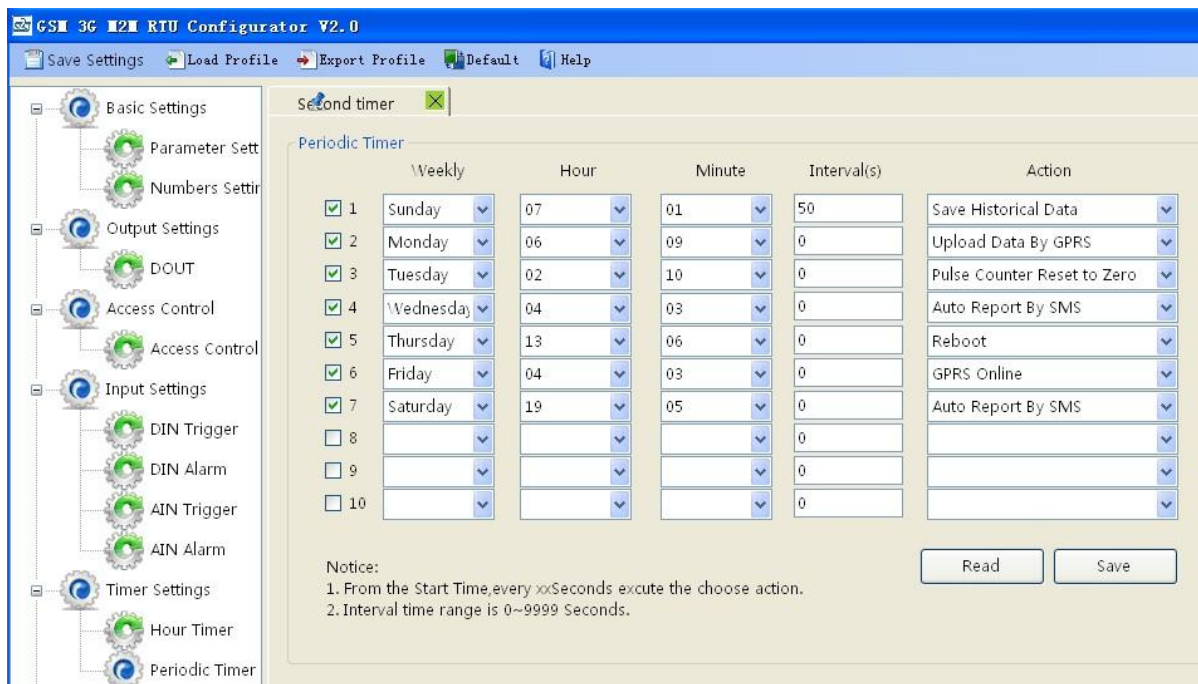 GSM 3G M2M RTU Configurator V2.0
Save Settings Load Profile Export Profile Default Help
Basic Settings
Parameter Sett
Numbers Settin
Output Settings
DOUT
Access Control
Access Control
Input Settings
DIN Trigger
DIN Alarm
AIN Trigger
AIN Alarm
Timer Settings
Hour Timer
Periodic Timer
Second timer
Periodic Timer
Weekly Hour Minute Interval(s) Action
1 Sunday 07 01 50 Save Historical Data
2 Monday 06 09 0 Upload Data By GPRS
3 Tuesday 02 10 0 Pulse Counter Reset to Zero
4 Wednesday 04 03 0 Auto Report By SMS
5 Thursday 13 06 0 Reboot
6 Friday 04 03 0 GPRS Online
7 Saturday 19 05 0 Auto Report By SMS
8 0
9 0
10 0
Notice:
1. From the Start Time,every xxSeconds excute the choose action.
2. Interval time range is 0~9999 Seconds.
Read Save